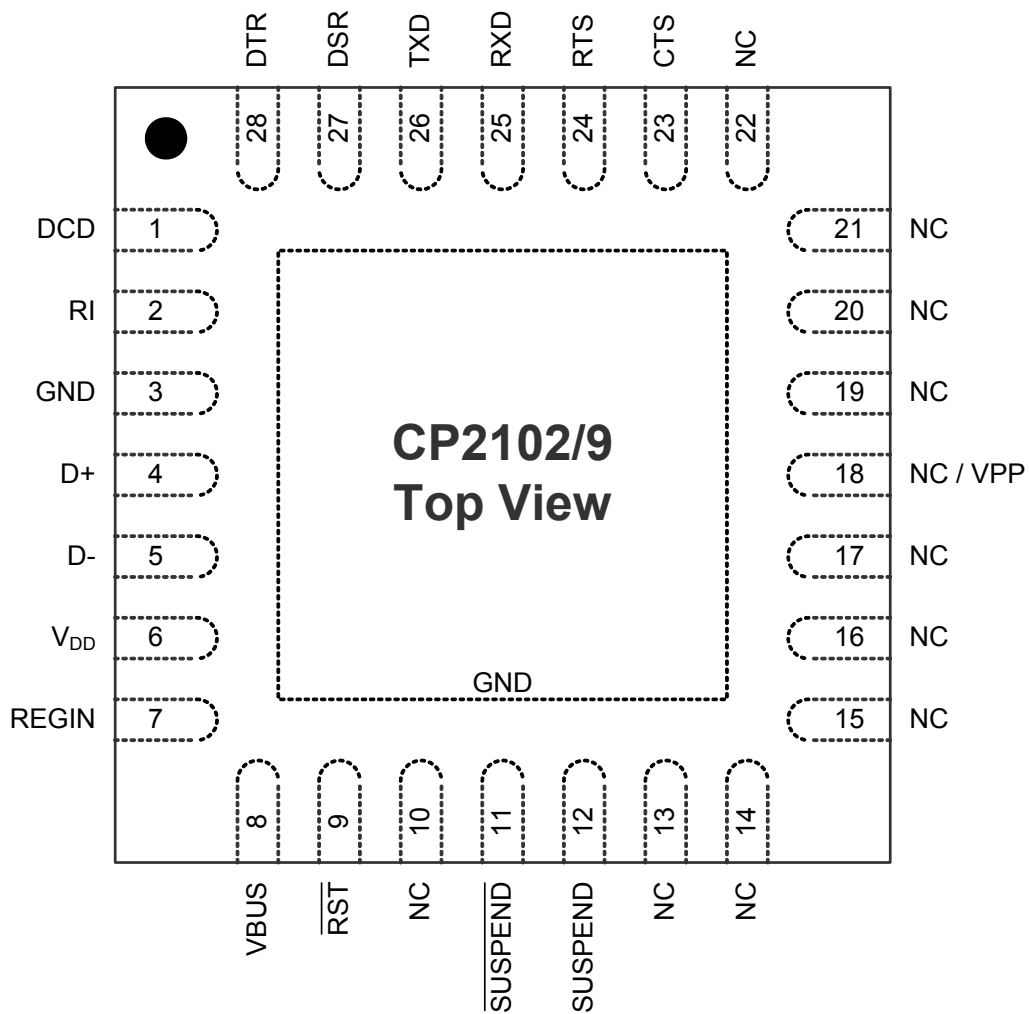 DTR
DSR
TXD
RXD
RTS
CTS
NC
28
27
26
25
24
23
22
DCD 1
21 NC
RI 2
20 NC
GND 3
19 NC
D+ 4
18 NC / VPP
D- 5
17 NC
VDD 6
16 NC
REGIN 7
15 NC
CP2102/9
Top View
GND
8
9
10
11
12
13
14
VBUS
R̅S̅T̅
NC
S̅U̅S̅P̅E̅N̅D̅
SUSPEND
NC
NC